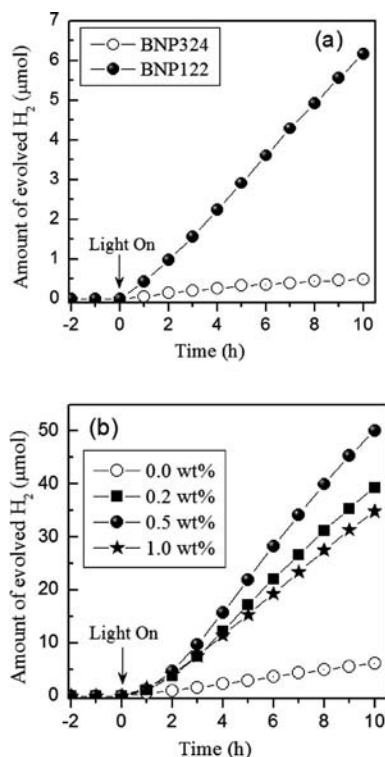 (a)
BNP324
BNP122
Amount of evolved H₂ (μmol)
7
6
5
4
3
2
1
0
Light On
-2 0 2 4 6 8 10
Time (h)
(b)
0.0 wt%
0.2 wt%
0.5 wt%
1.0 wt%
Amount of evolved H₂ (μmol)
50
40
30
20
10
0
Light On
-2 0 2 4 6 8 10
Time (h)